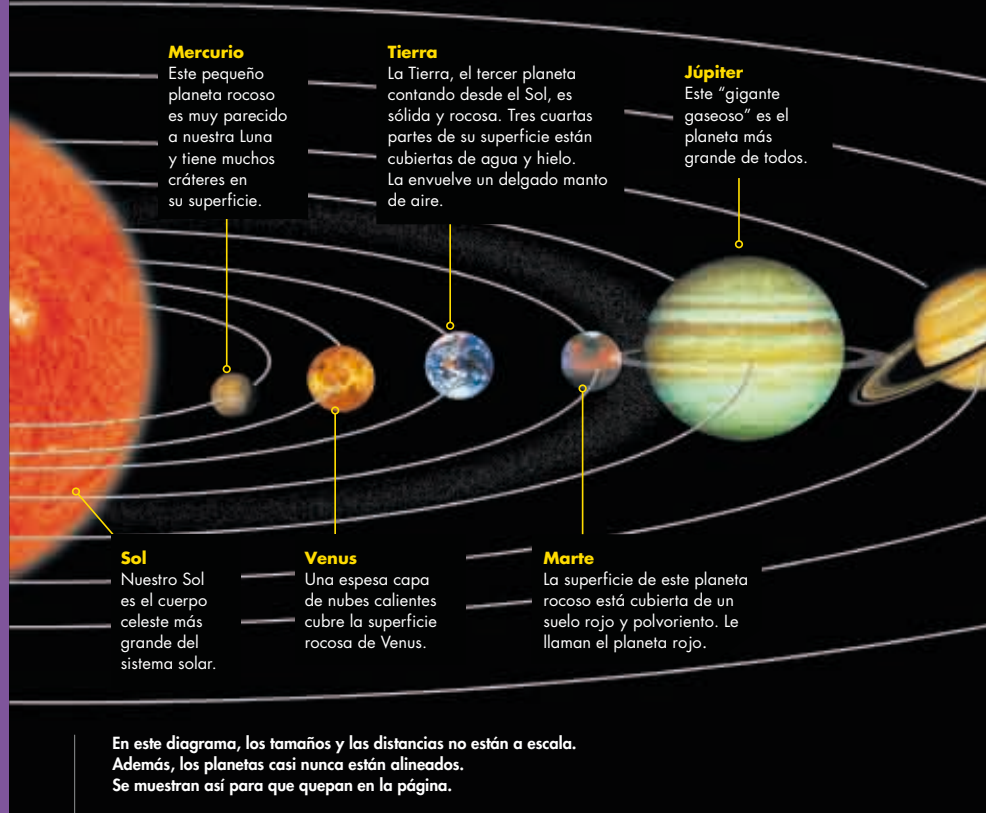 Mercurio
Este pequeño
planeta rocoso
es muy parecido
a nuestra Luna
y tiene muchos
cráteres en
su superficie.
Tierra
La Tierra, el tercer planeta
contando desde el Sol, es
sólida y rocosa. Tres cuartas
partes de su superficie están
cubiertas de agua y hielo.
La envuelve un delgado manto
de aire.
Júpiter
Este “gigante
gaseoso” es el
planeta más
grande de todos.
Sol
Nuestro Sol
es el cuerpo
celeste más
grande del
sistema solar.
Venus
Una espesa capa
de nubes calientes
cubre la superficie
rocosa de Venus.
Marte
La superficie de este planeta
rocoso está cubierta de un
suelo rojo y polvoriento. Le
llaman el planeta rojo.
En este diagrama, los tamaños y las distancias no están a escala.
Además, los planetas casi nunca están alineados.
Se muestran así para que quepan en la página.